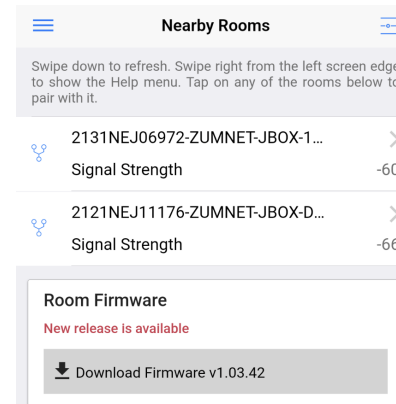 Nearby Rooms
Swipe down to refresh. Swipe right from the left screen edge
to show the Help menu. Tap on any of the rooms below to
pair with it.
2131NEJ06972-ZUMNET-JBOX-1...
Signal Strength -60
2121NEJ11176-ZUMNET-JBOX-D...
Signal Strength -66
Room Firmware
New release is available
Download Firmware v1.03.42